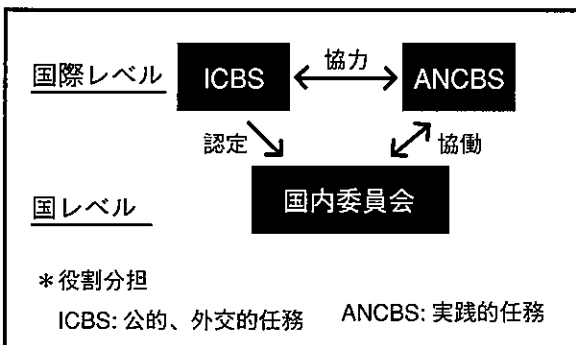 国際レベル
ICBS
協力
ANCBS
認定
協働
国内委員会
国レベル
*役割分担
ICBS: 公的、外交的任務
ANCBS: 実践的任務